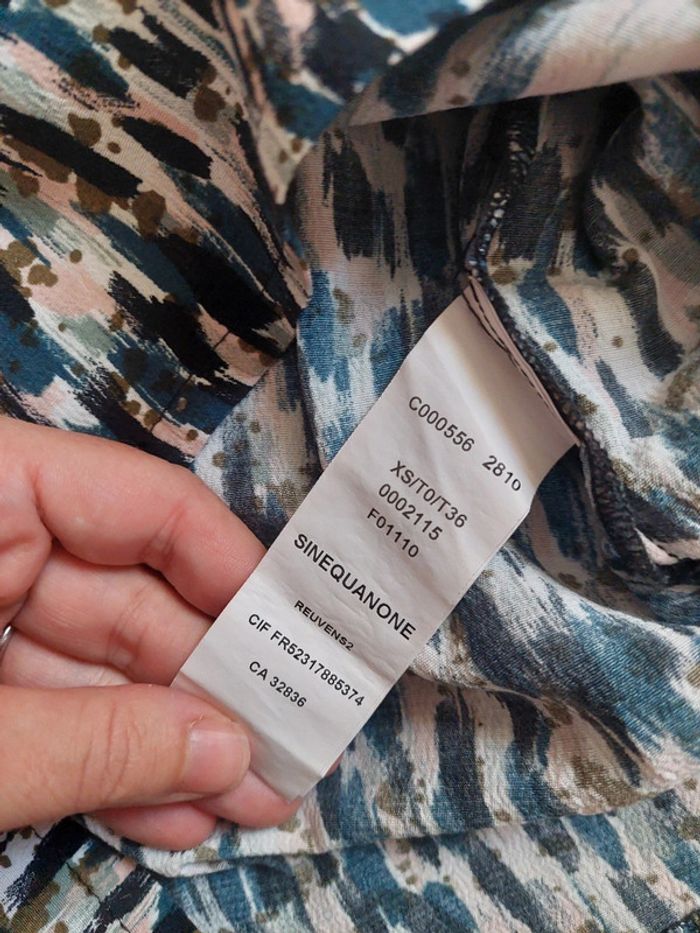 C000556 2810
XS/T0/T36
0002115
F01110
SINEQUANONE
REUVENS2
CIF FR52317885374
CA 32836